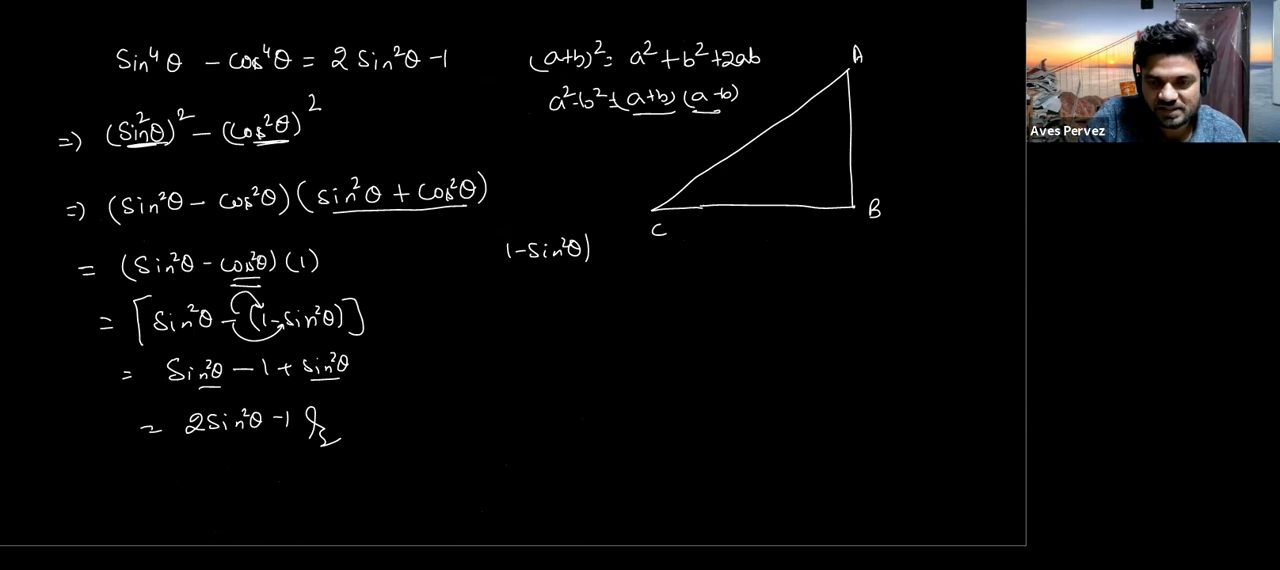 Sin⁴θ - cos⁴θ = 2 Sin²θ - 1
⇒ (Sin²θ)² - (cos²θ)²
⇒ (Sin²θ - cos²θ) (sin²θ + cos²θ)
= (Sin²θ - cos²θ) (1)
= [Sin²θ - (1 - sin²θ)]
= Sin²θ - 1 + sin²θ
= 2Sin²θ - 1
(a+b)² = a² + b² + 2ab
a² - b² = (a+b) (a-b)
A
B
C
1 - Sin²θ)
Aves Pervez